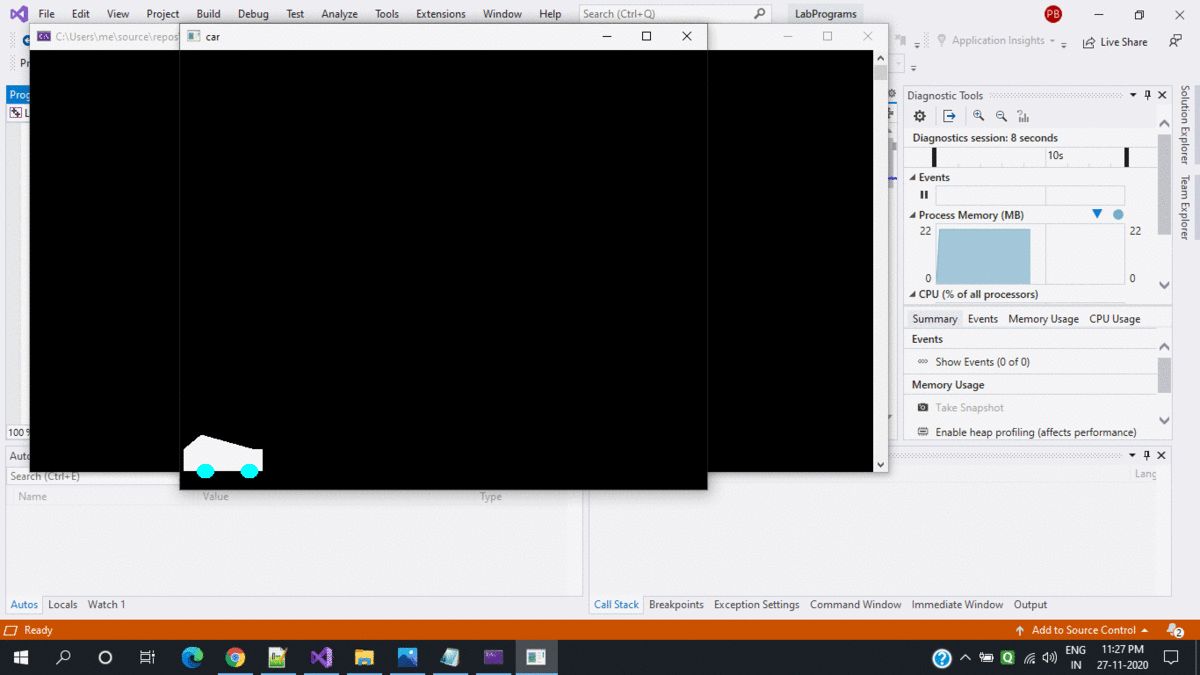 File Edit View Project Build Debug Test Analyze Tools Extensions Window Help Search (Ctrl+Q) LabPrograms PB
C:\Users\me\source\repos car
Application Insights Live Share
Pr
Prog
L
Diagnostic Tools
Diagnostics session: 8 seconds
10s
Events
Process Memory (MB)
22 22
0 0
CPU (% of all processors)
Summary Events Memory Usage CPU Usage
Events
Show Events (0 of 0)
Memory Usage
Take Snapshot
Enable heap profiling (affects performance)
Solution Explorer
Team Explorer
100 %
Auto
Search (Ctrl+E)
Name Value Type
Lang
Autos Locals Watch 1
Call Stack Breakpoints Exception Settings Command Window Immediate Window Output
Ready Add to Source Control 2
ENG 11:27 PM
IN 27-11-2020